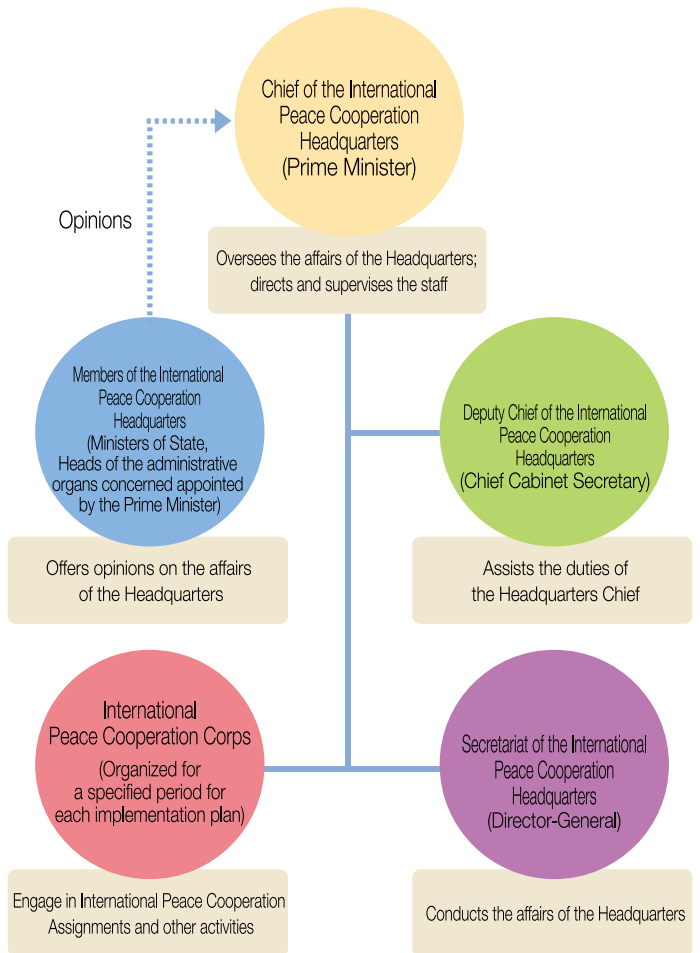 Chief of the International
Peace Cooperation
Headquarters
(Prime Minister)
Opinions
Oversees the affairs of the Headquarters;
directs and supervises the staff
Members of the International
Peace Cooperation
Headquarters
(Ministers of State,
Heads of the administrative
organs concerned appointed
by the Prime Minister)
Offers opinions on the affairs
of the Headquarters
Deputy Chief of the International
Peace Cooperation
Headquarters
(Chief Cabinet Secretary)
Assists the duties of
the Headquarters Chief
International
Peace Cooperation Corps
(Organized for
a specified period for
each implementation plan)
Engage in International Peace Cooperation
Assignments and other activities
Secretariat of the International
Peace Cooperation
Headquarters
(Director-General)
Conducts the affairs of the Headquarters